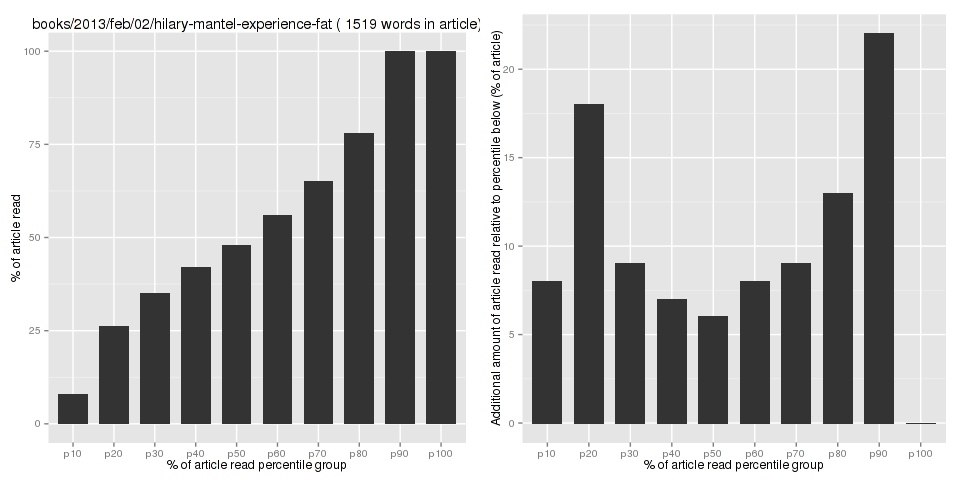 books/2013/feb/02/hilary-mantel-experience-fat ( 1519 words in article)
% of article read
100
75
50
25
0
p10 p20 p30 p40 p50 p60 p70 p80 p90 p100
% of article read percentile group
Additional amount of article read relative to percentile below (% of article)
20
15
10
5
0
p10 p20 p30 p40 p50 p60 p70 p80 p90 p100
% of article read percentile group